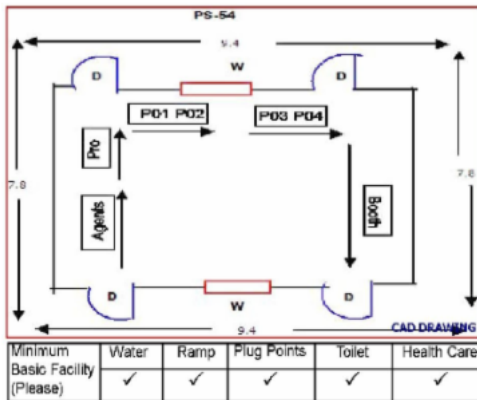 PS-54
9.4
W
D D
P01 P02 P03 P04
Pro
7.8 7.8
Agents Booth
D D
W
9.4 CAD DRAWING
Minimum Basic Facility (Please) Water Ramp Plug Points Toilet Health Care
✓ ✓ ✓ ✓ ✓